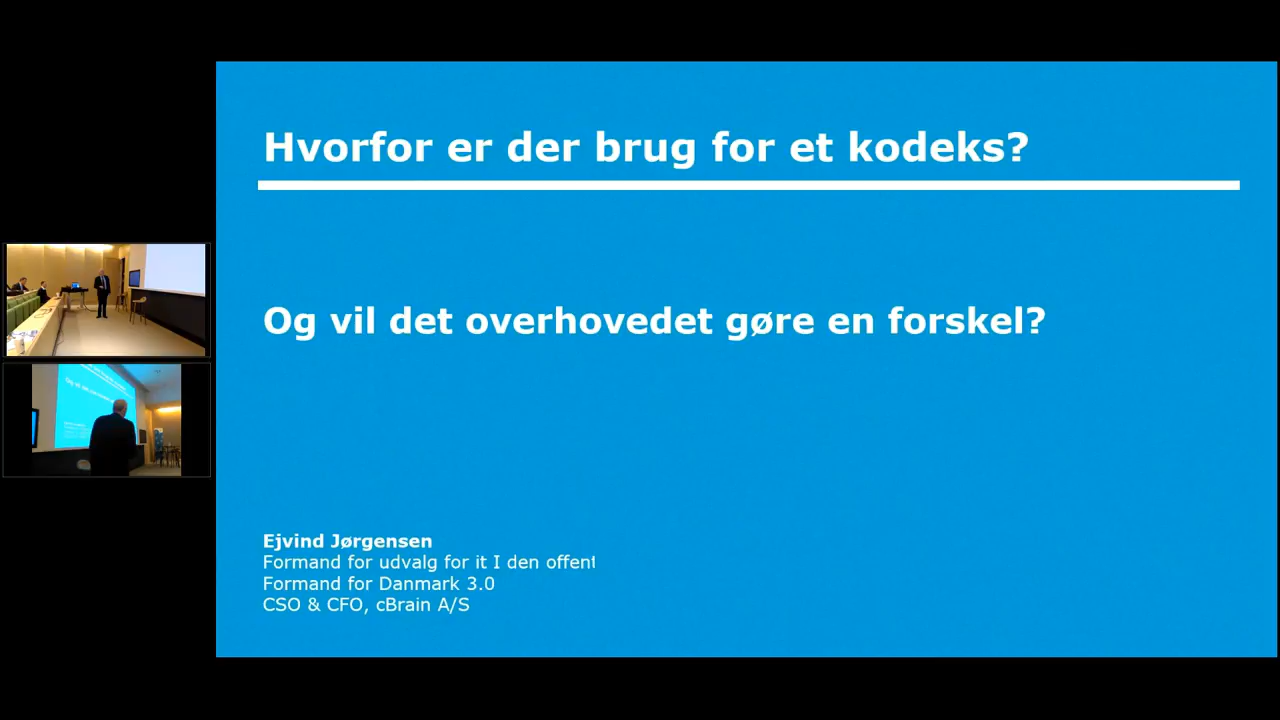 Hvorfor er der brug for et kodeks?
Og vil det overhovedet gøre en forskel?
Ejvind Jørgensen
Formand for udvalg for it I den offent
Formand for Danmark 3.0
CSO & CFO, cBrain A/S